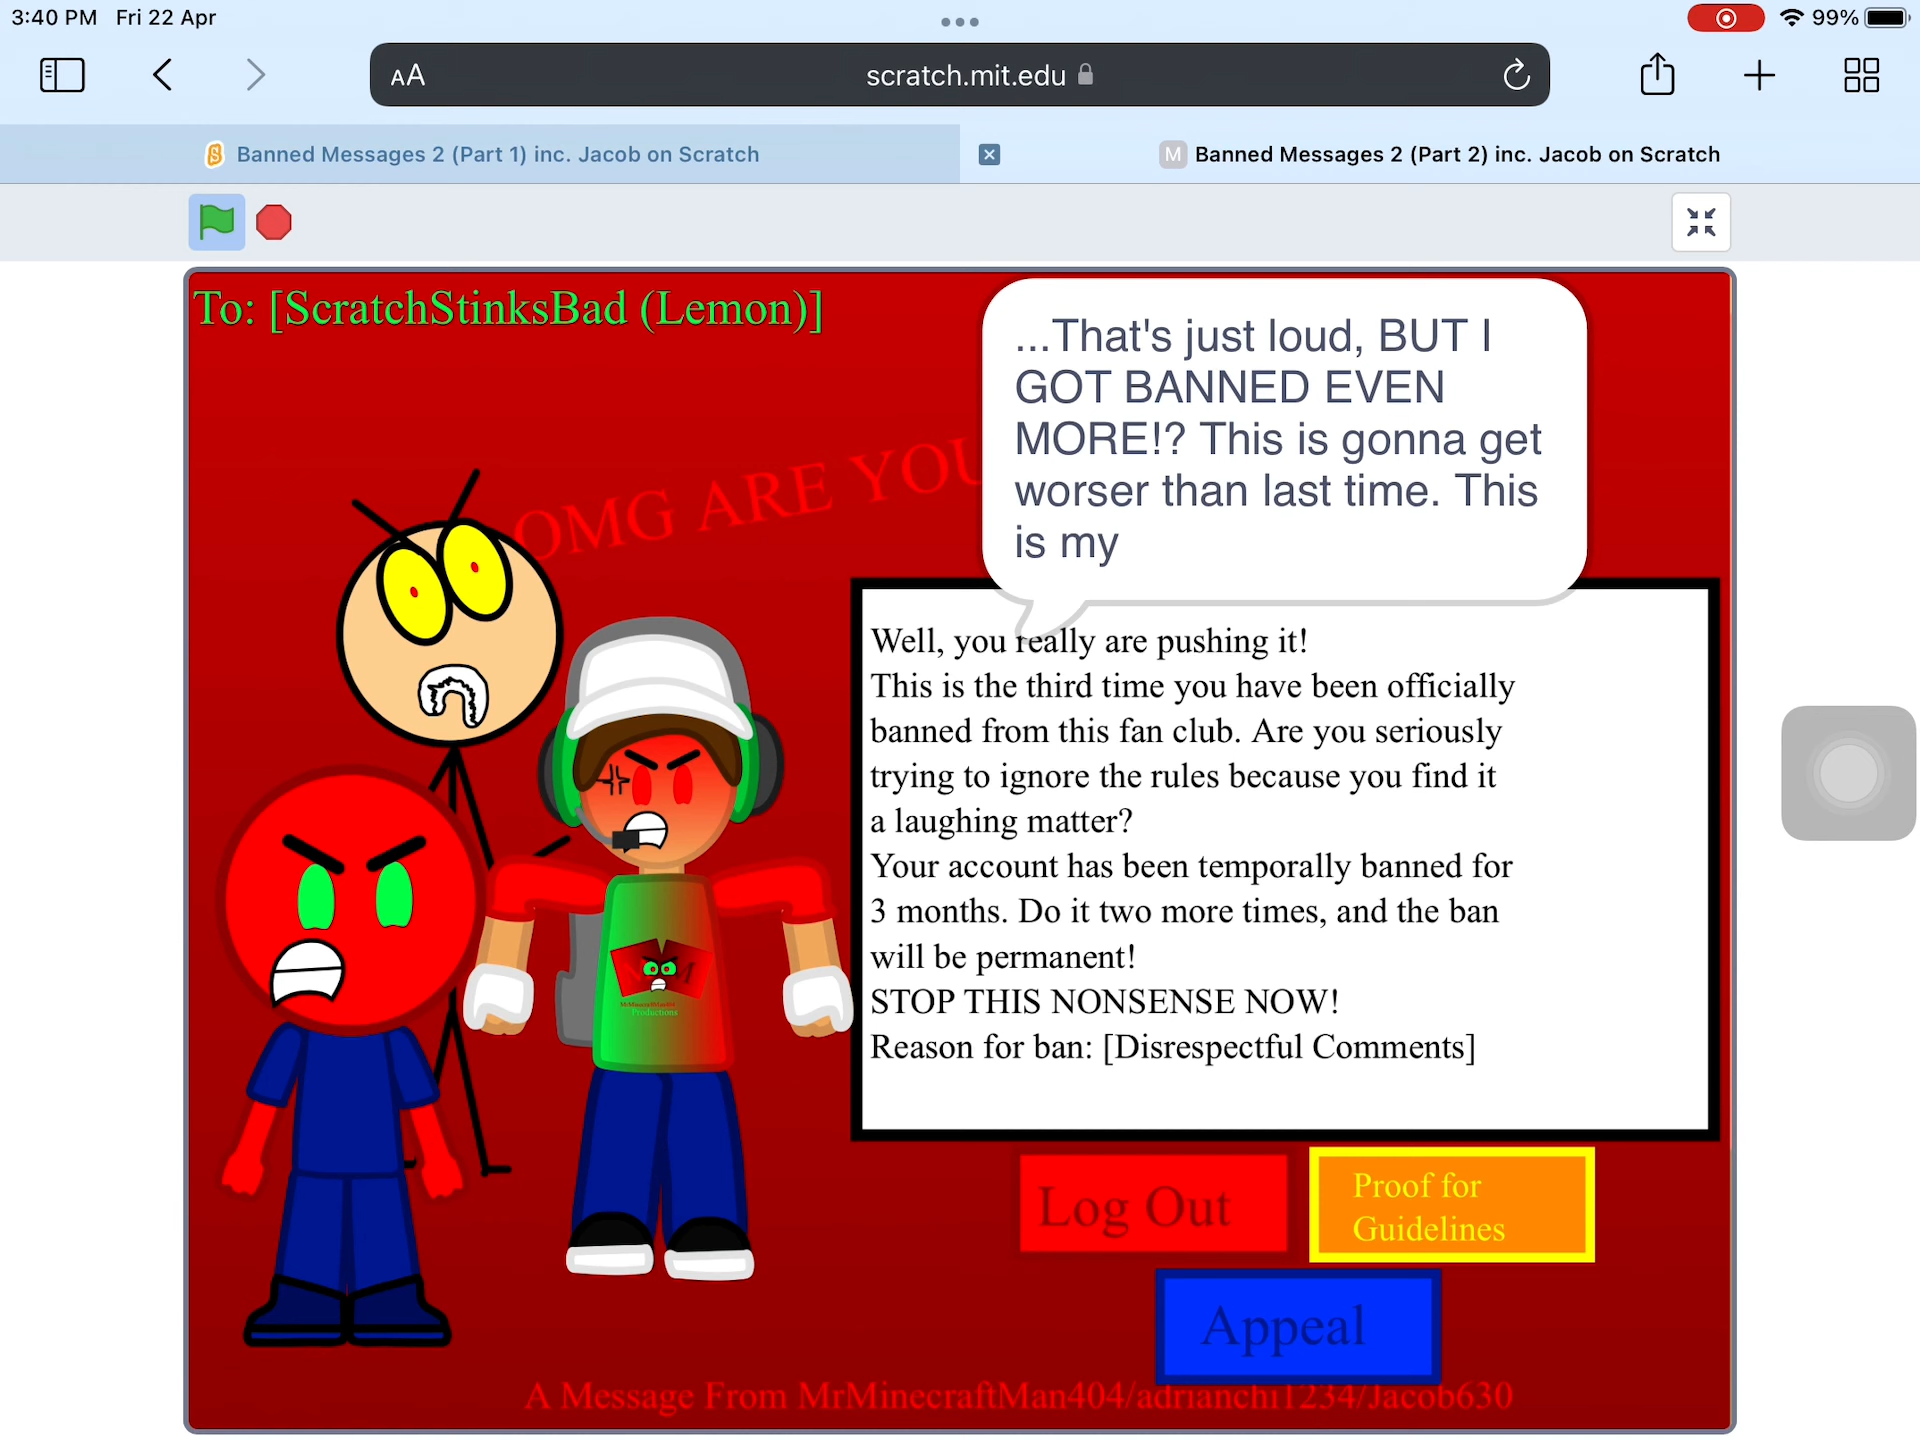 3:40 PM Fri 22 Apr
99%
AA
scratch.mit.edu
Banned Messages 2 (Part 1) inc. Jacob on Scratch
M Banned Messages 2 (Part 2) inc. Jacob on Scratch
To: [ScratchStinksBad (Lemon)]
...That's just loud, BUT I
GOT BANNED EVEN
MORE!? This is gonna get
worser than last time. This
is my
OMG ARE YOU
Well, you really are pushing it!
This is the third time you have been officially
banned from this fan club. Are you seriously
trying to ignore the rules because you find it
a laughing matter?
Your account has been temporally banned for
3 months. Do it two more times, and the ban
will be permanent!
STOP THIS NONSENSE NOW!
Reason for ban: [Disrespectful Comments]
MrMinecraftMan404
Productions
Log Out
Proof for
Guidelines
Appeal
A Message From MrMinecraftMan404/adrianchi1234/Jacob630